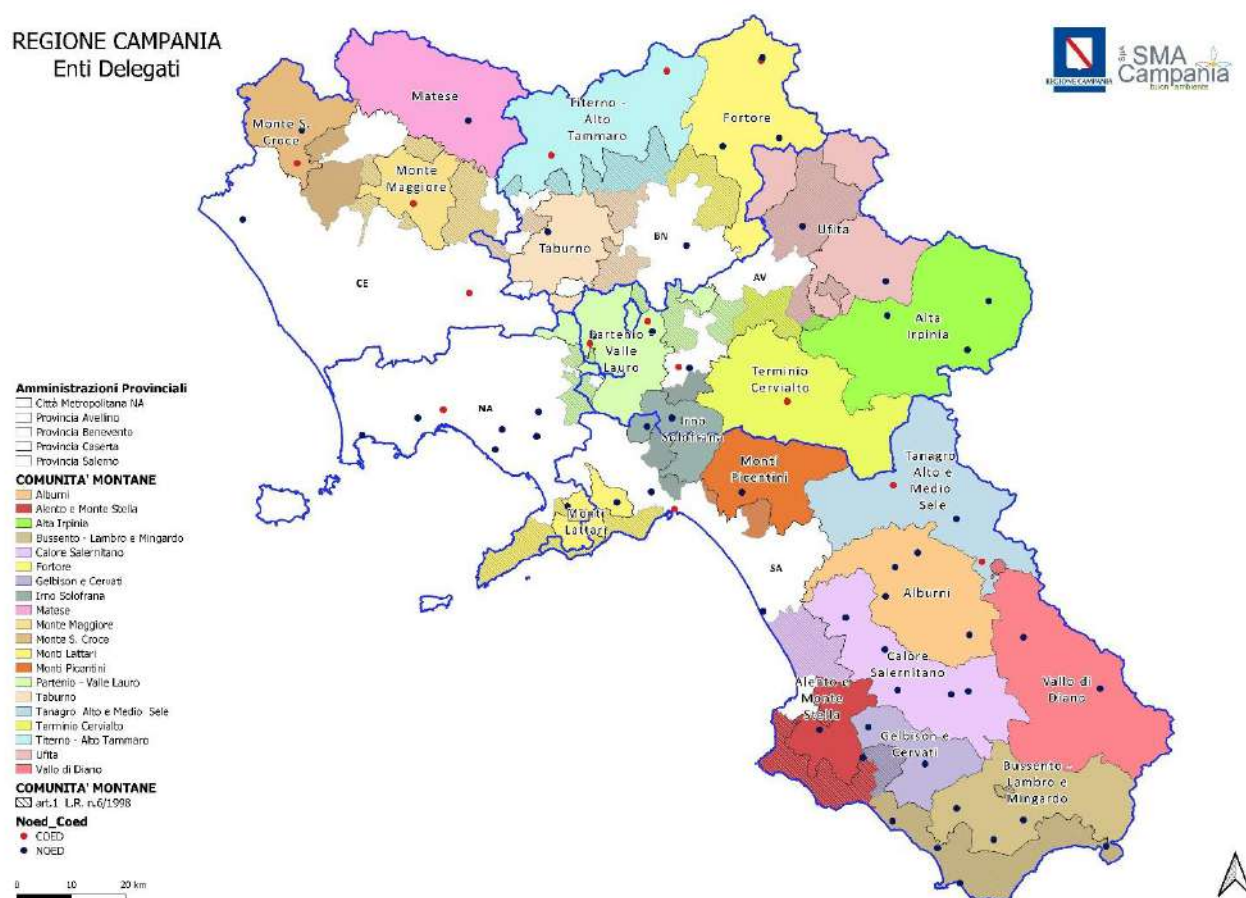 REGIONE CAMPANIA
Enti Delegati
REGIONE CAMPANIA
SpA
SMA
Campania
buon ambiente
Matese
Titerno -
Alto
Tammaro
Fortore
Monte S.
Croce
Monte
Maggiore
Ufita
Taburno
BN
AV
CE
Alta
Irpinia
Partenio
Valle
Lauro
Terminio
Cervialto
NA
Irno
Solofrana
Monti
Picentini
Tanagro
Alto e
Medio
Sele
Monti
Lattari
SA
Alburni
Calore
Salernitano
Alento e
Monte
Stella
Vallo di
Diano
Gelbison e
Cervati
Bussento -
Lambro e
Mingardo
Amministrazioni Provinciali
Città Metropolitana NA
Provincia Avellino
Provincia Benevento
Provincia Caserta
Provincia Salerno
COMUNITA' MONTANE
Alburni
Alento e Monte Stella
Alta Irpinia
Bussento - Lambro e Mingardo
Calore Salernitano
Fortore
Gelbison e Cervati
Irno Solofrana
Matese
Monte Maggiore
Monte S. Croce
Monti Lattari
Monti Picentini
Partenio - Valle Lauro
Taburno
Tanagro Alto e Medio Sele
Terminio Cervialto
Titerno - Alto Tammaro
Ufita
Vallo di Diano
COMUNITA' MONTANE
art.1 L.R. n.6/1998
Noed_Coed
COED
NOED
0 10 20 km